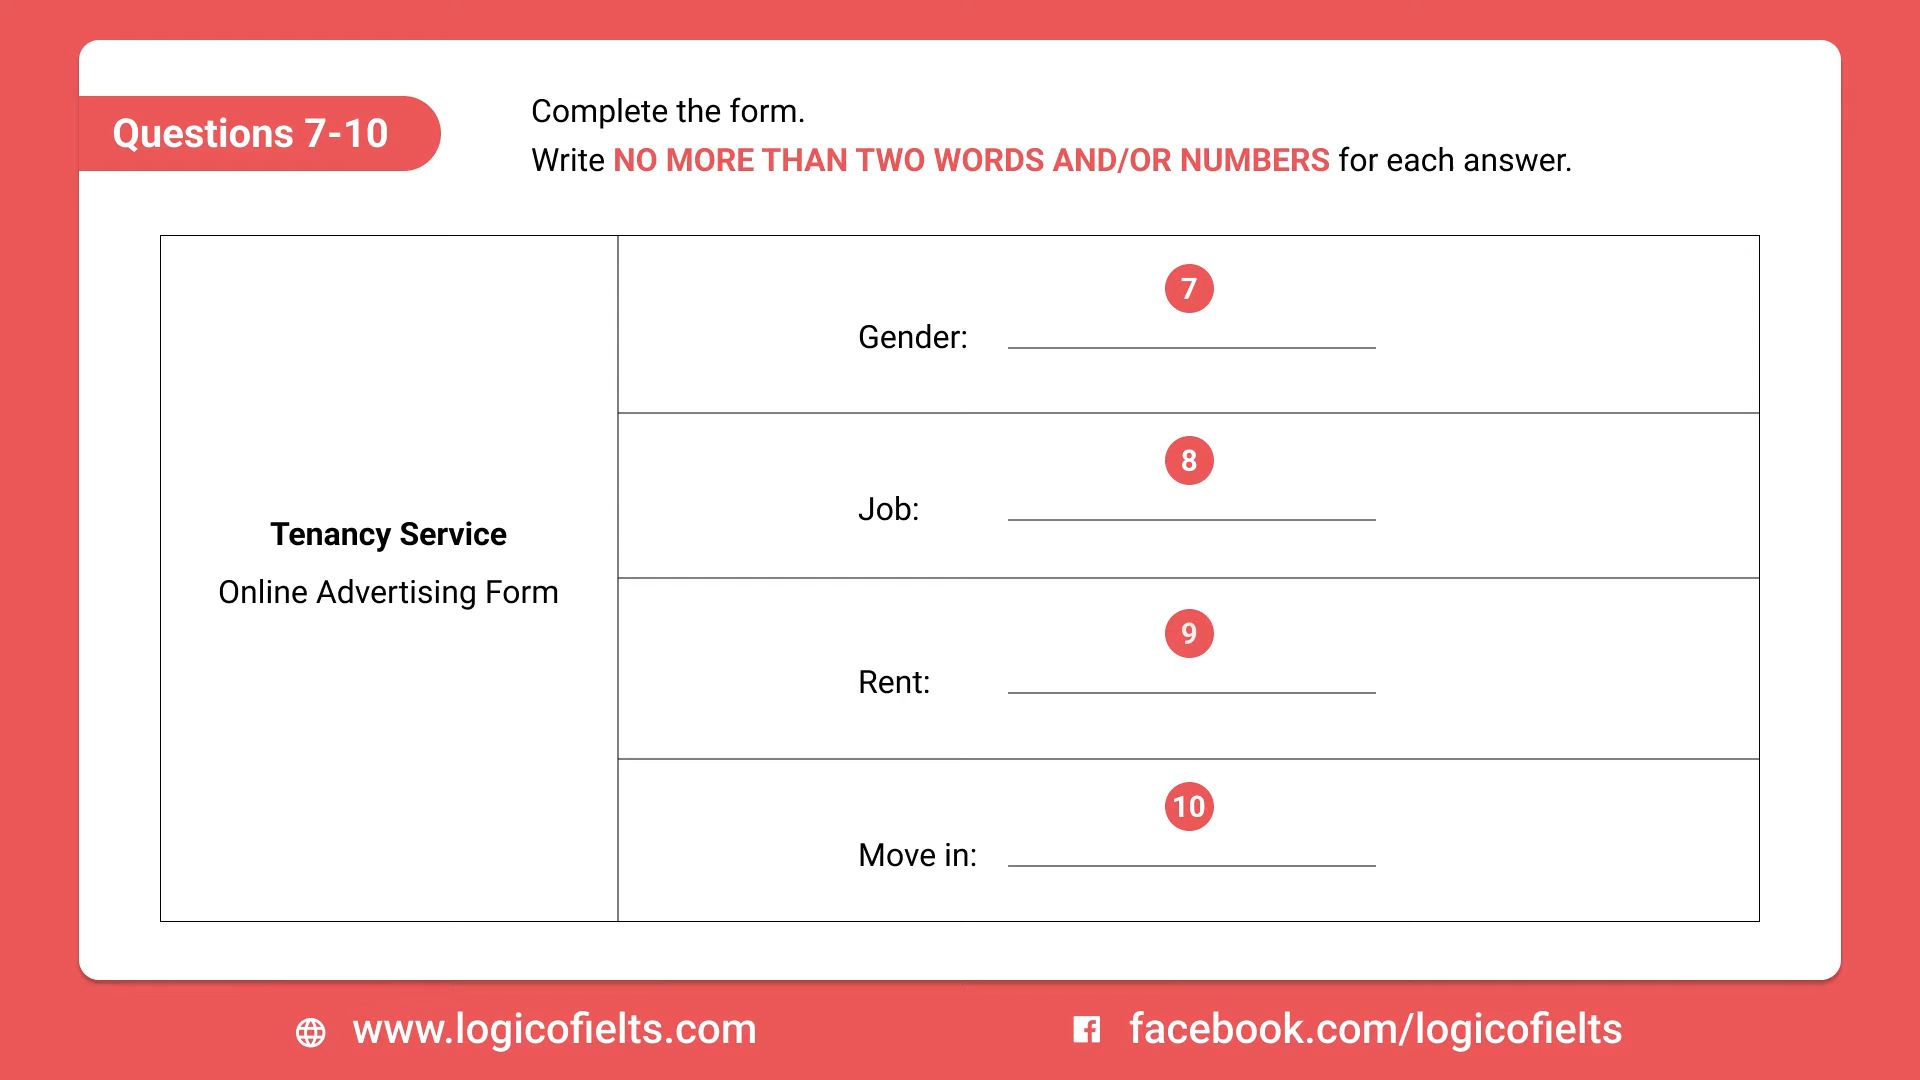 Questions 7-10
Complete the form.
Write NO MORE THAN TWO WORDS AND/OR NUMBERS for each answer.
Tenancy Service
Online Advertising Form
7
Gender:
8
Job:
9
Rent:
10
Move in:
www.logicofielts.com
facebook.com/logicofielts